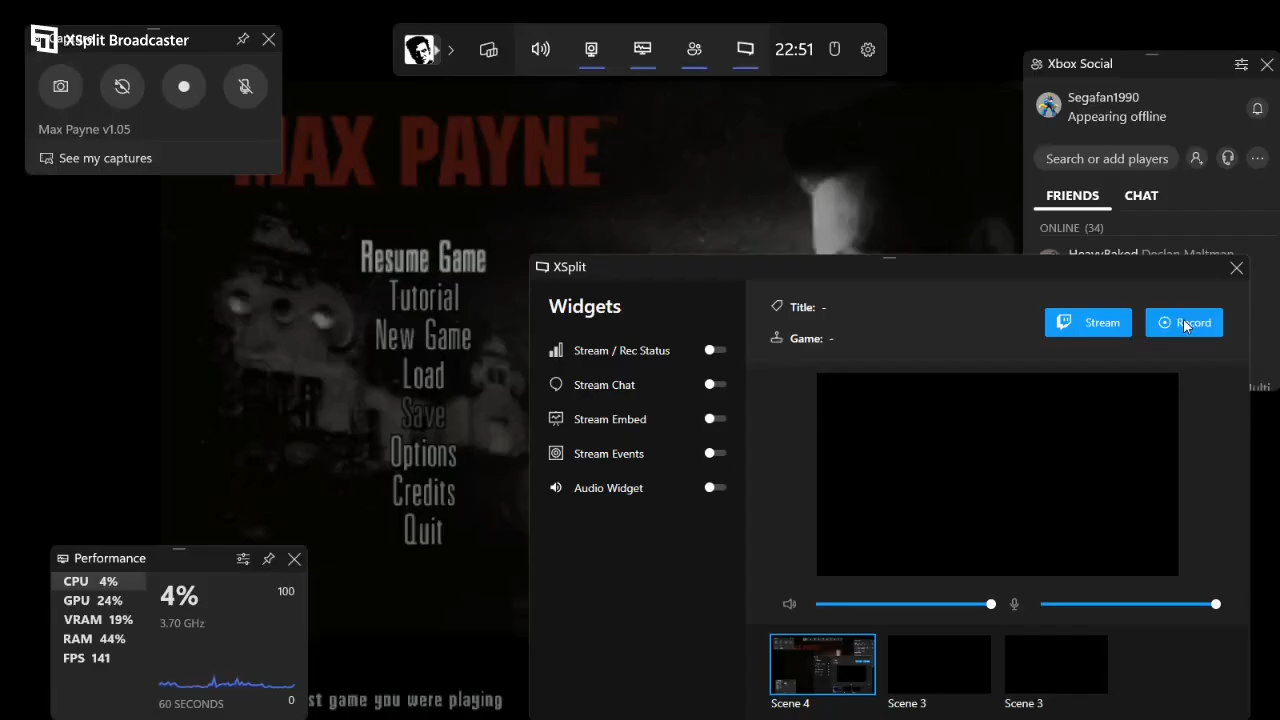 XSplit Broadcaster
Max Payne v1.05
See my captures
22:51
Xbox Social
Segafan1990
Appearing offline
Search or add players
FRIENDS CHAT
ONLINE (34)
HeavyBaked Declan Maltman
MAX PAYNE
Resume Game
Tutorial
New Game
Load
Save
Options
Credits
Quit
st game you were playing
XSplit
Widgets
Stream / Rec Status
Stream Chat
Stream Embed
Stream Events
Audio Widget
Title: -
Game: -
Stream
Record
Scene 4
Scene 3
Scene 3
Performance
CPU 4%
GPU 24%
VRAM 19%
RAM 44%
FPS 141
4%
3.70 GHz
100
0
60 SECONDS